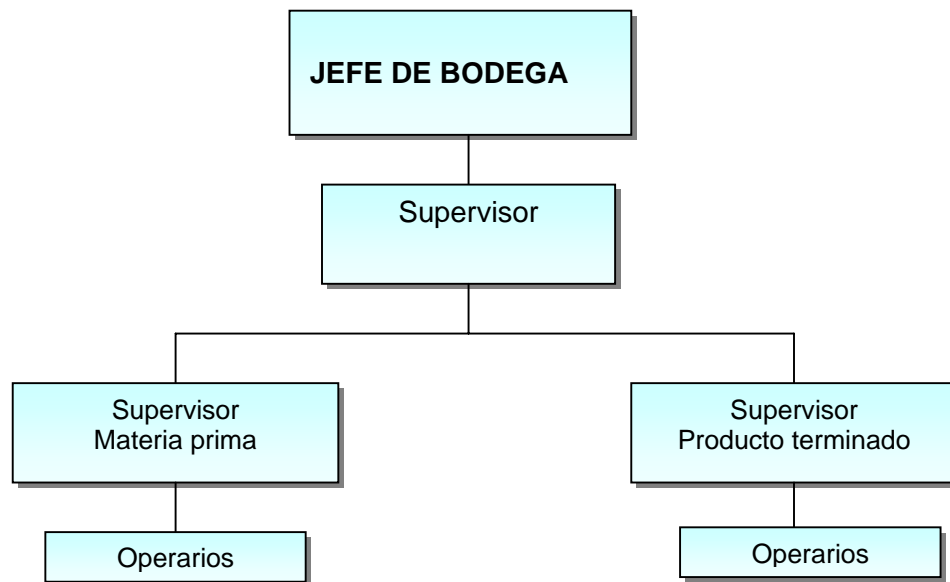 JEFE DE BODEGA
Supervisor
Supervisor
Materia prima
Supervisor
Producto terminado
Operarios
Operarios